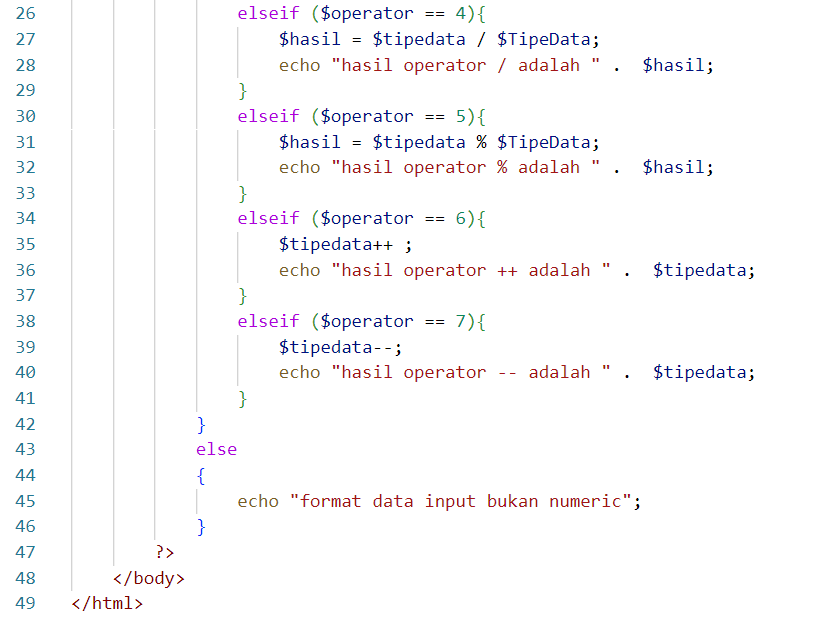 26 elseif ($operator == 4){
27 $hasil = $tipedata / $TipeData;
28 echo "hasil operator / adalah " .  $hasil;
29 }
30 elseif ($operator == 5){
31 $hasil = $tipedata % $TipeData;
32 echo "hasil operator % adalah " .  $hasil;
33 }
34 elseif ($operator == 6){
35 $tipedata++ ;
36 echo "hasil operator ++ adalah " .  $tipedata;
37 }
38 elseif ($operator == 7){
39 $tipedata--;
40 echo "hasil operator -- adalah " .  $tipedata;
41 }
42 }
43 else
44 {
45 echo "format data input bukan numeric";
46 }
47 ?>
48 </body>
49 </html>